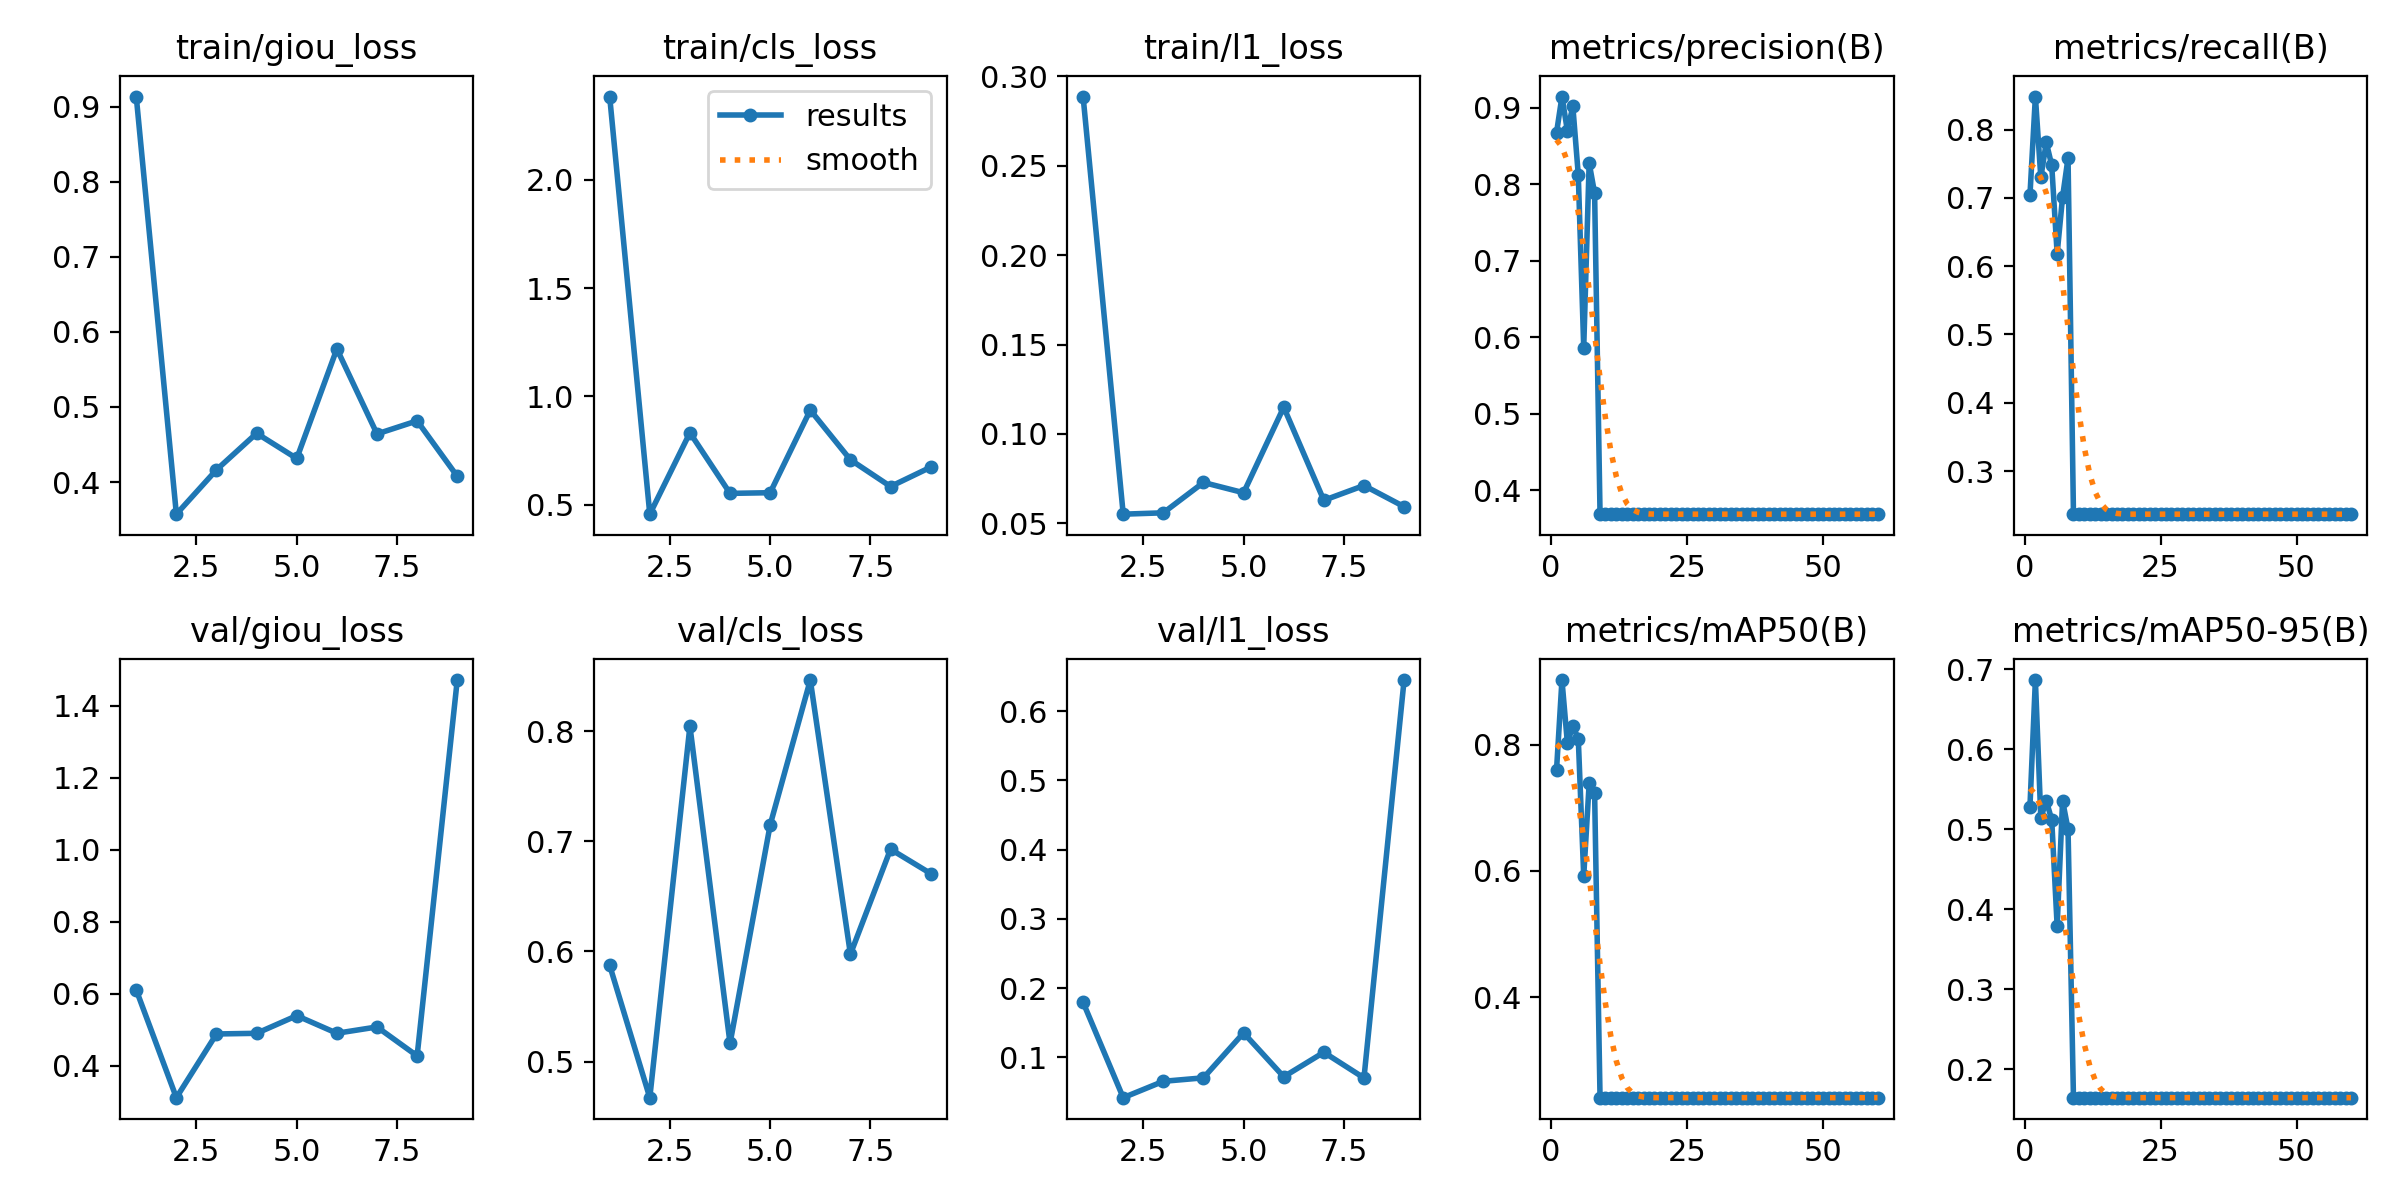 train/giou_loss
0.9
0.8
0.7
0.6
0.5
0.4
2.5 5.0 7.5
train/cls_loss
results
smooth
2.0
1.5
1.0
0.5
2.5 5.0 7.5
train/l1_loss
0.30
0.25
0.20
0.15
0.10
0.05
2.5 5.0 7.5
metrics/precision(B)
0.9
0.8
0.7
0.6
0.5
0.4
0 25 50
metrics/recall(B)
0.8
0.7
0.6
0.5
0.4
0.3
0 25 50
val/giou_loss
1.4
1.2
1.0
0.8
0.6
0.4
2.5 5.0 7.5
val/cls_loss
0.8
0.7
0.6
0.5
2.5 5.0 7.5
val/l1_loss
0.6
0.5
0.4
0.3
0.2
0.1
2.5 5.0 7.5
metrics/mAP50(B)
0.8
0.6
0.4
0 25 50
metrics/mAP50-95(B)
0.7
0.6
0.5
0.4
0.3
0.2
0 25 50